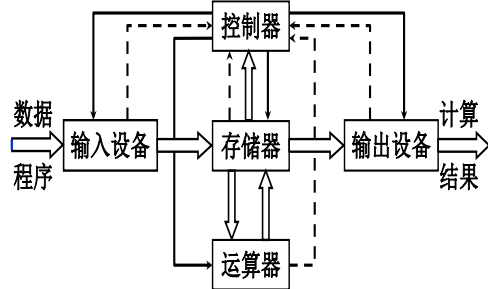 控制器
数据
程序
输入设备
存储器
输出设备
计算
结果
运算器